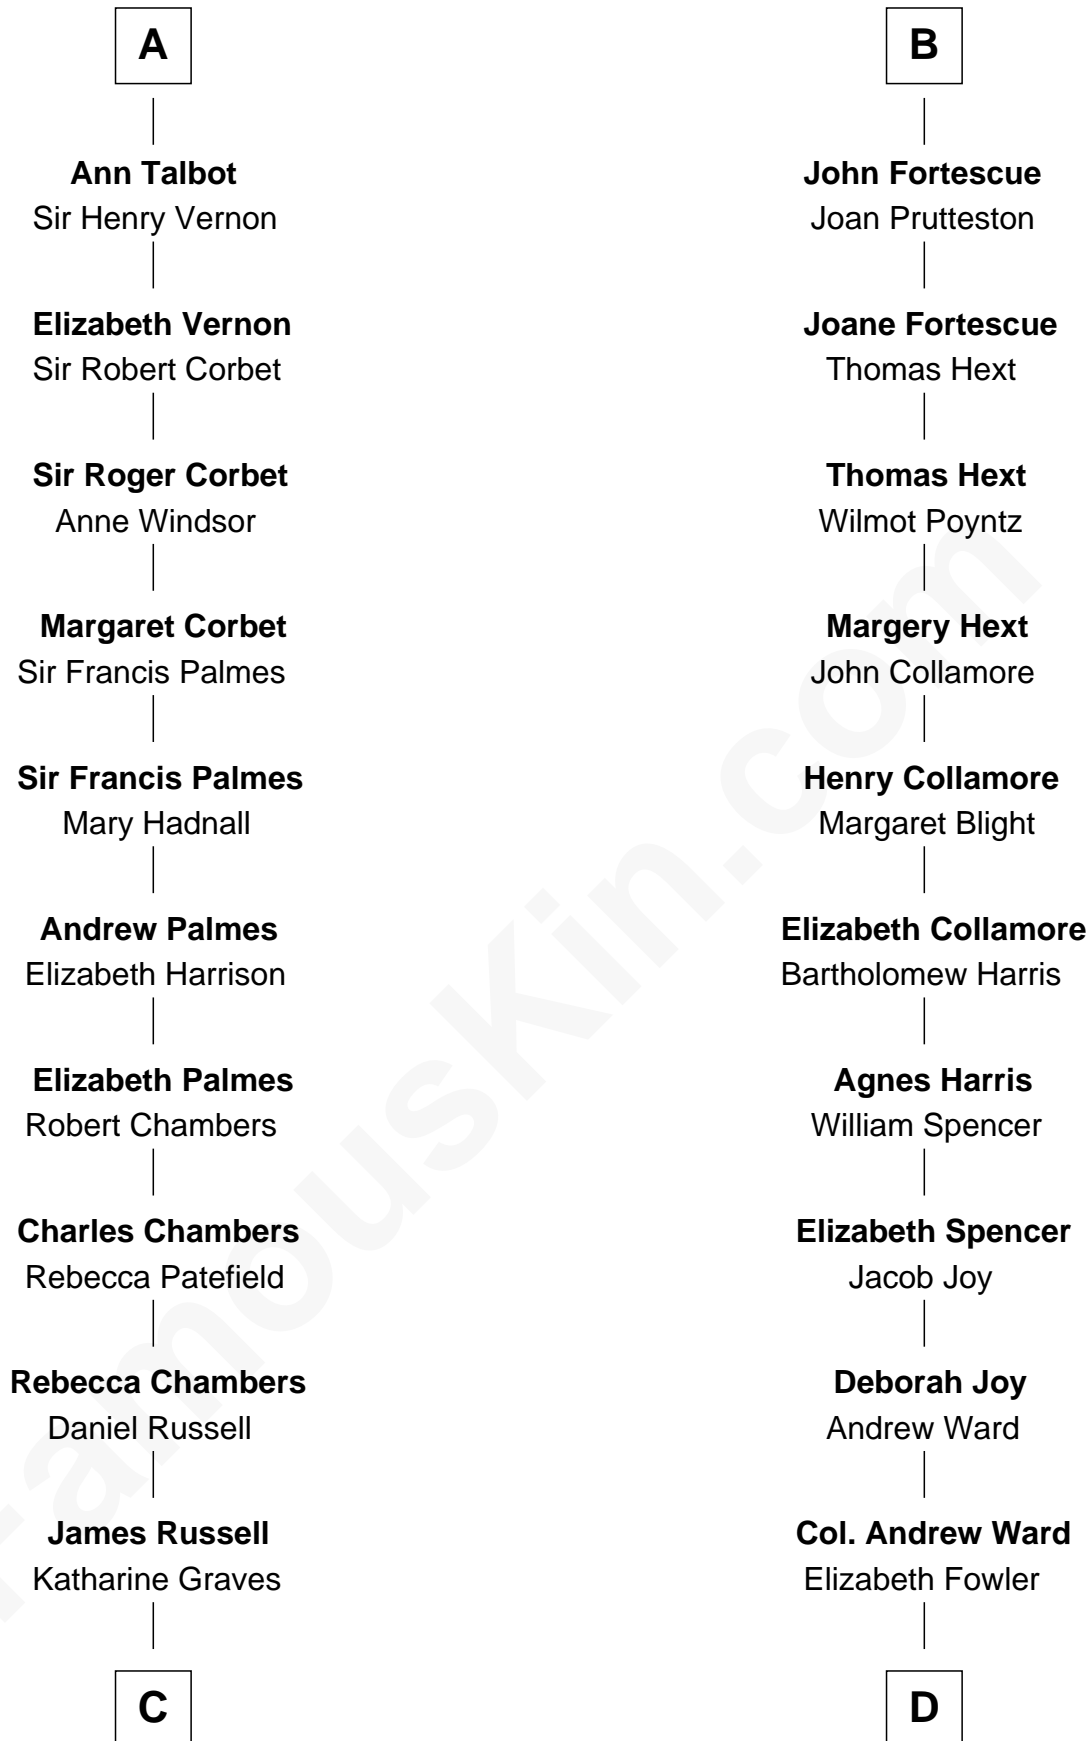 A
Ann Talbot
Sir Henry Vernon
Elizabeth Vernon
Sir Robert Corbet
Sir Roger Corbet
Anne Windsor
Margaret Corbet
Sir Francis Palmes
Sir Francis Palmes
Mary Hadnall
Andrew Palmes
Elizabeth Harrison
Elizabeth Palmes
Robert Chambers
Charles Chambers
Rebecca Patefield
Rebecca Chambers
Daniel Russell
James Russell
Katharine Graves
C
B
John Fortescue
Joan Prutteston
Joane Fortescue
Thomas Hext
Thomas Hext
Wilmot Poyntz
Margery Hext
John Collamore
Henry Collamore
Margaret Blight
Elizabeth Collamore
Bartholomew Harris
Agnes Harris
William Spencer
Elizabeth Spencer
Jacob Joy
Deborah Joy
Andrew Ward
Col. Andrew Ward
Elizabeth Fowler
D
FamousKin.com